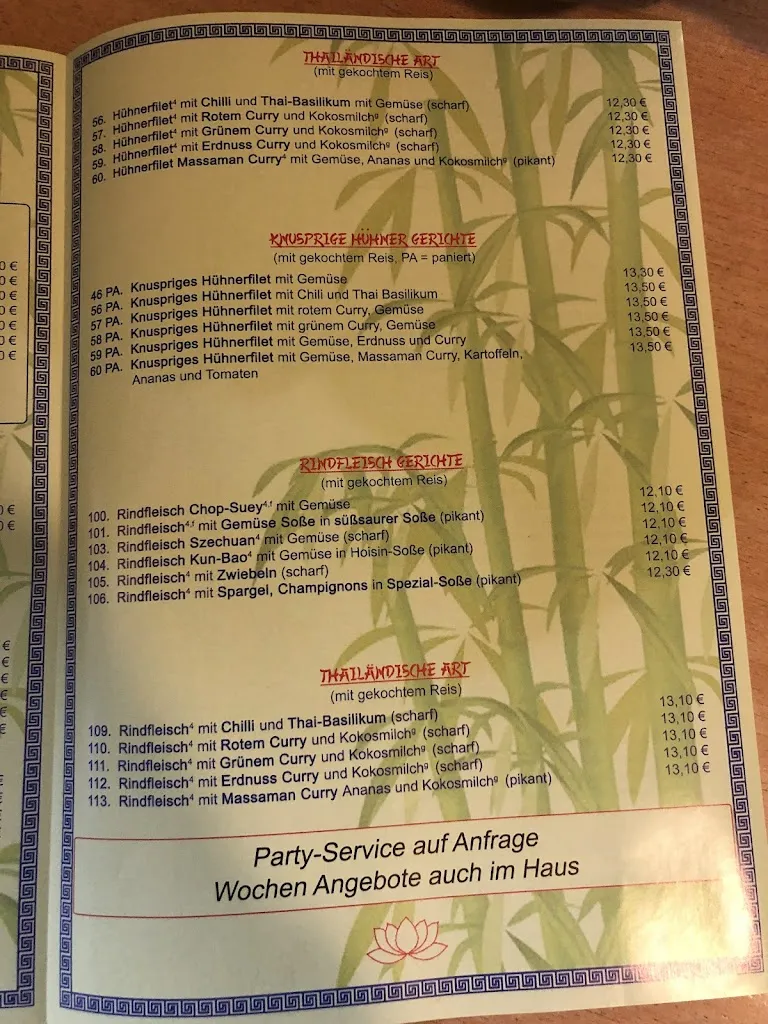 THAILÄNDISCHE ART
(mit gekochtem Reis)
56. Hühnerfilet⁴ mit Chilli und Thai-Basilikum mit Gemüse (scharf) 12,30 €
57. Hühnerfilet⁴ mit Rotem Curry und Kokosmilchᵍ (scharf) 12,30 €
58. Hühnerfilet⁴ mit Grünem Curry und Kokosmilchᵍ (scharf) 12,30 €
59. Hühnerfilet⁴ mit Erdnuss Curry und Kokosmilchᵍ (scharf) 12,30 €
60. Hühnerfilet Massaman Curry⁴ mit Gemüse, Ananas und Kokosmilchᵍ (pikant) 12,30 €
KNUSPRIGE HÜHNER GERICHTE
(mit gekochtem Reis, PA = paniert)
46 PA. Knuspriges Hühnerfilet mit Gemüse 13,30 €
56 PA. Knuspriges Hühnerfilet mit Chili und Thai Basilikum 13,50 €
57 PA. Knuspriges Hühnerfilet mit rotem Curry, Gemüse 13,50 €
58 PA. Knuspriges Hühnerfilet mit grünem Curry, Gemüse 13,50 €
59 PA. Knuspriges Hühnerfilet mit Gemüse, Erdnuss und Curry 13,50 €
60 PA. Knuspriges Hühnerfilet mit Gemüse, Massaman Curry, Kartoffeln, 13,50 €
Ananas und Tomaten
RINDFLEISCH GERICHTE
(mit gekochtem Reis)
100. Rindfleisch Chop-Suey⁴·ᶠ mit Gemüse 12,10 €
101. Rindfleisch⁴·ᶠ mit Gemüse Soße in süßsaurer Soße (pikant) 12,10 €
103. Rindfleisch Szechuan⁴ mit Gemüse (scharf) 12,10 €
104. Rindfleisch Kun-Bao⁴ mit Gemüse in Hoisin-Soße (pikant) 12,10 €
105. Rindfleisch⁴ mit Zwiebeln (scharf) 12,10 €
106. Rindfleisch⁴ mit Spargel, Champignons in Spezial-Soße (pikant) 12,30 €
THAILÄNDISCHE ART
(mit gekochtem Reis)
109. Rindfleisch⁴ mit Chilli und Thai-Basilikum (scharf) 13,10 €
110. Rindfleisch⁴ mit Rotem Curry und Kokosmilchᵍ (scharf) 13,10 €
111. Rindfleisch⁴ mit Grünem Curry und Kokosmilchᵍ (scharf) 13,10 €
112. Rindfleisch⁴ mit Erdnuss Curry und Kokosmilchᵍ (scharf) 13,10 €
113. Rindfleisch⁴ mit Massaman Curry Ananas und Kokosmilchᵍ (pikant) 13,10 €
Party-Service auf Anfrage
Wochen Angebote auch im Haus